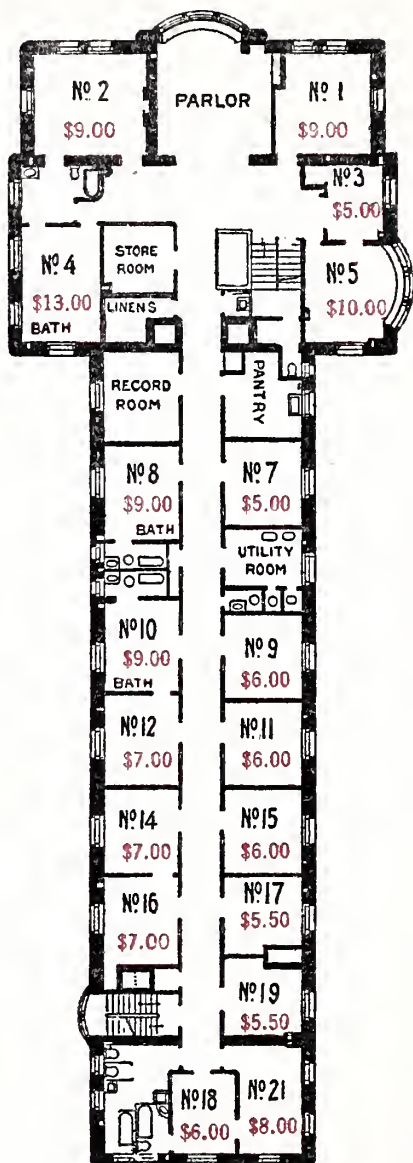 Nº 2
$9.00
PARLOR
Nº 1
$9.00
Nº 3
$5.00
Nº 4
$13.00
BATH
STORE
ROOM
LINENS
Nº 5
$10.00
RECORD
ROOM
PANTRY
Nº 8
$9.00
BATH
Nº 7
$5.00
UTILITY
ROOM
Nº 10
$9.00
BATH
Nº 9
$6.00
Nº 12
$7.00
Nº 11
$6.00
Nº 14
$7.00
Nº 15
$6.00
Nº 16
$7.00
Nº 17
$5.50
Nº 19
$5.50
Nº 18
$6.00
Nº 21
$8.00